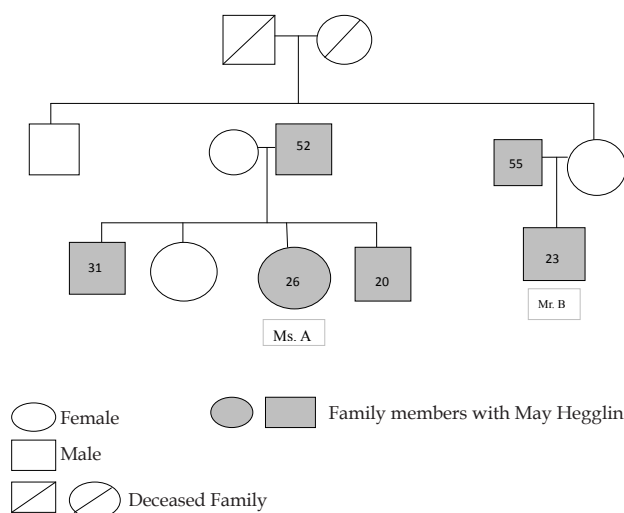 52
55
31
26
20
23
Ms. A
Mr. B
Female
Family members with May Hegglin
Male
Deceased Family